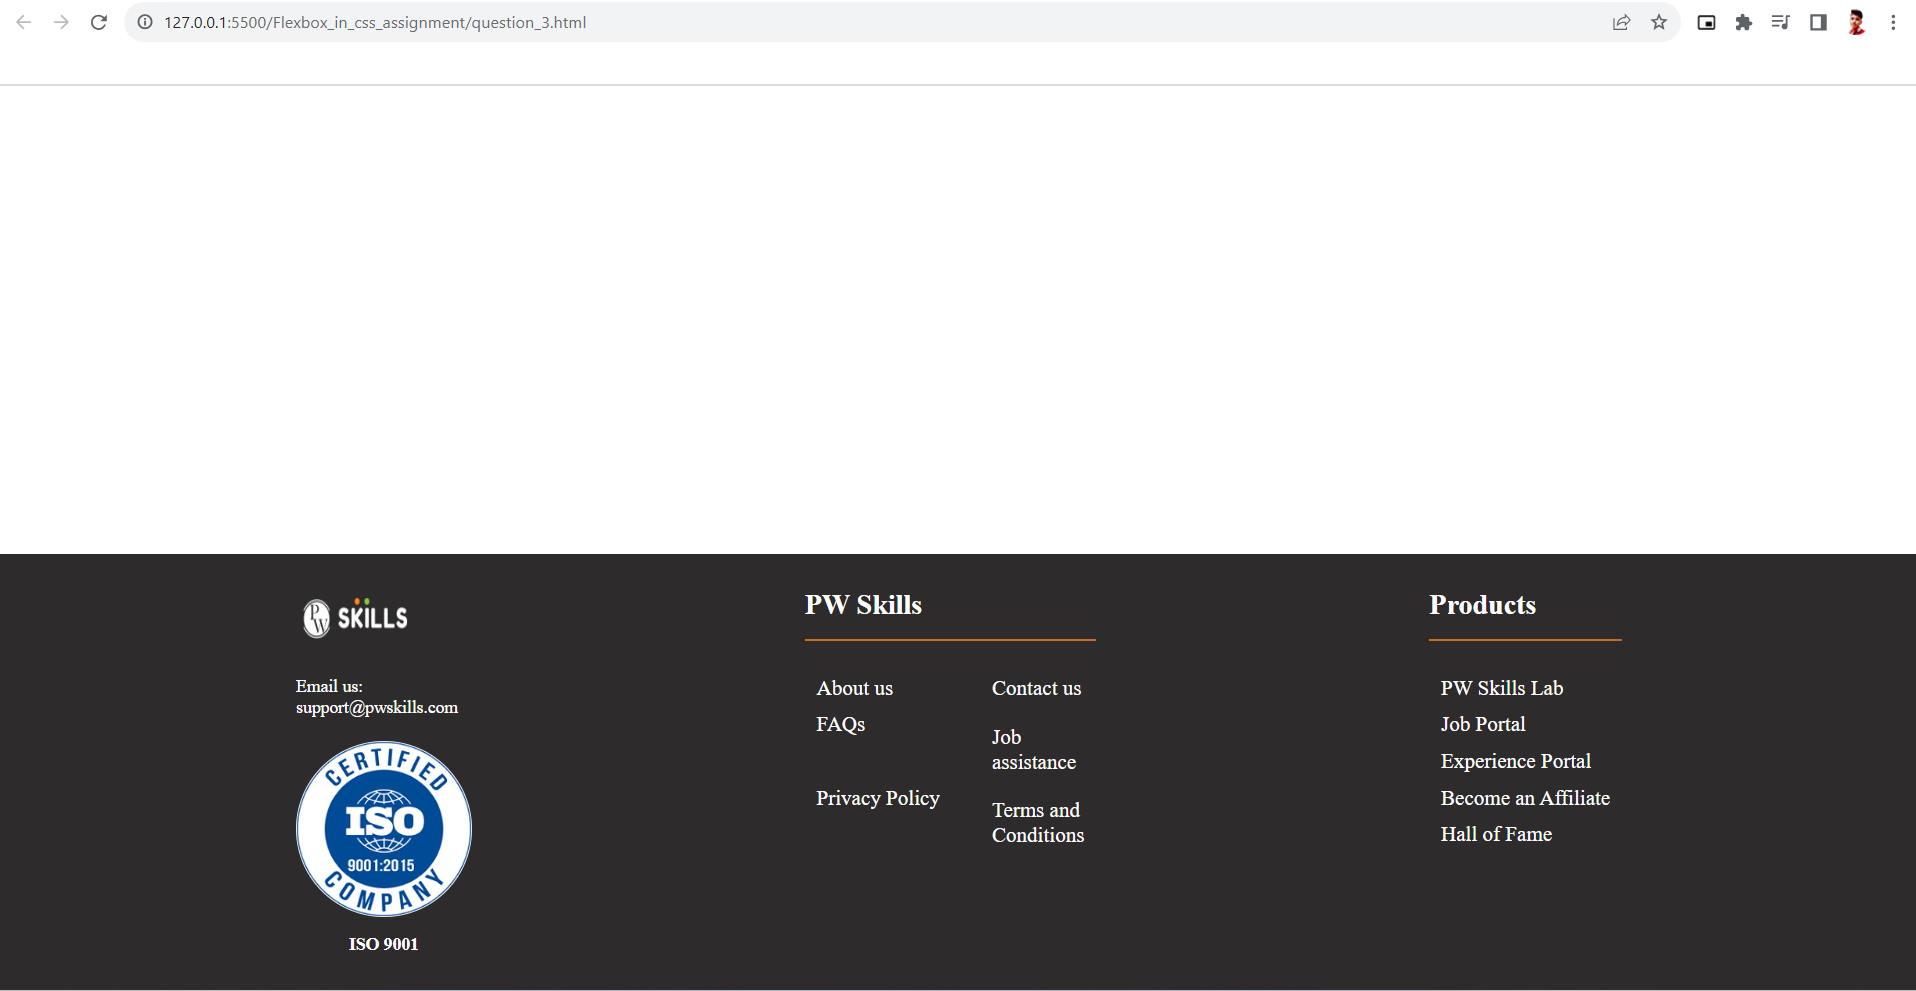 127.0.0.1:5500/Flexbox_in_css_assignment/question_3.html
PW SKILLS
Email us:
support@pwskills.com
CERTIFIED
ISO
9001:2015
COMPANY
ISO 9001
PW Skills
About us
Contact us
FAQs
Job
assistance
Privacy Policy
Terms and
Conditions
Products
PW Skills Lab
Job Portal
Experience Portal
Become an Affiliate
Hall of Fame